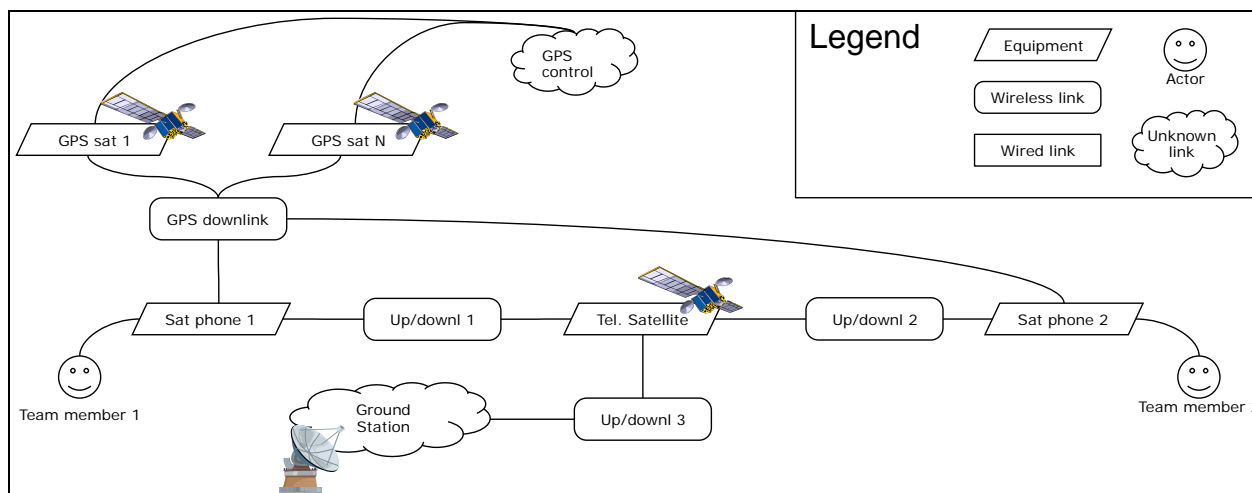 Legend
Equipment
Actor
Wireless link
Wired link
Unknown
link
GPS
control
GPS sat 1
GPS sat N
GPS downlink
Sat phone 1
Up/downl 1
Tel. Satellite
Up/downl 2
Sat phone 2
Team member 1
Ground
Station
Up/downl 3
Team member